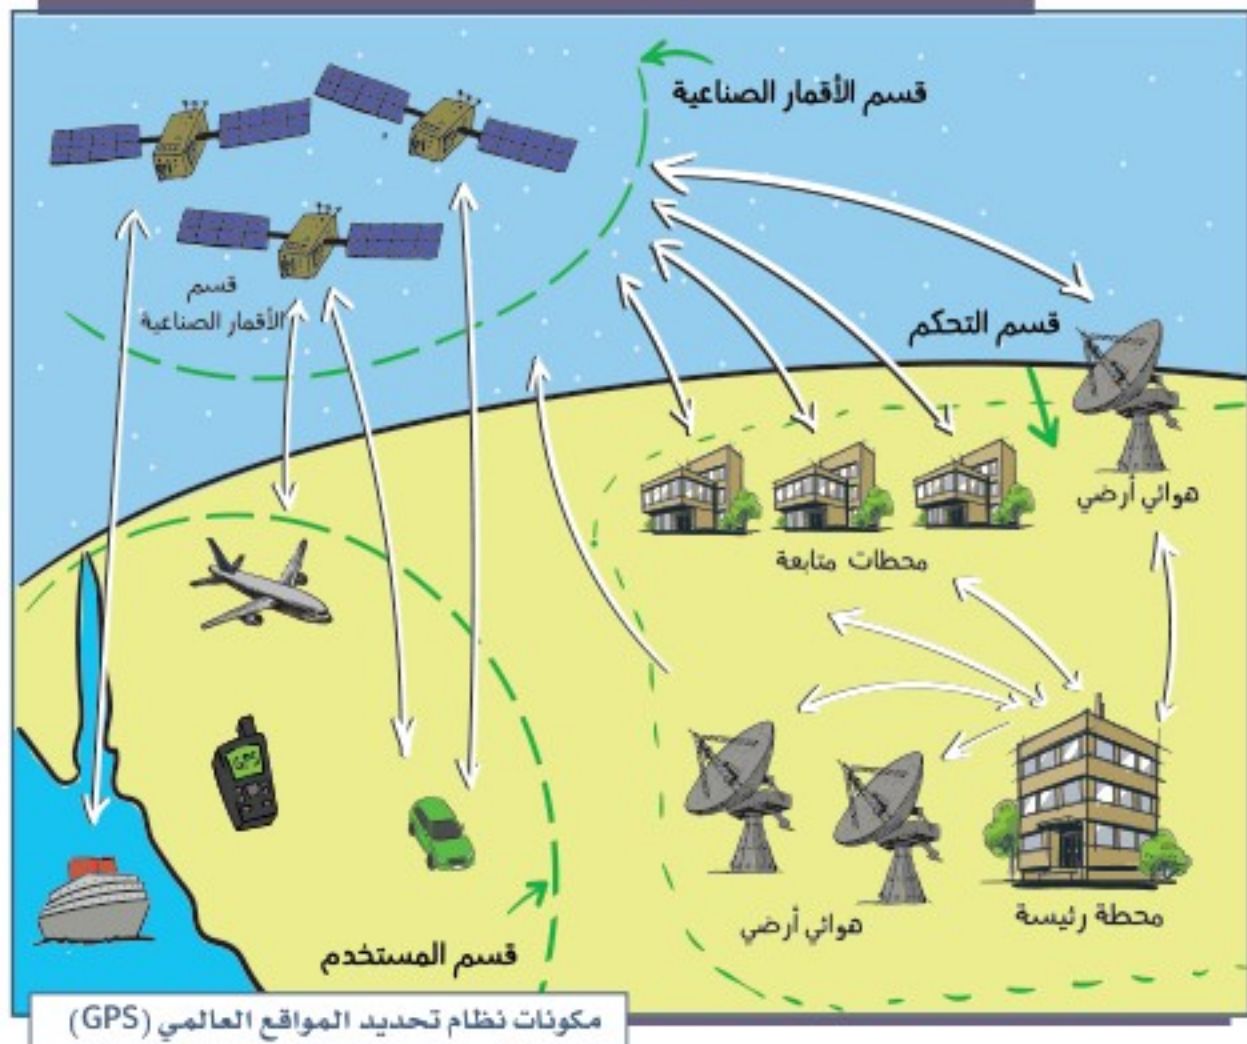 قسم الأقمار الصناعية
قسم
الأقمار الصناعية
قسم التحكم
هوائي أرضي
محطات متابعة
GPS
محطة رئيسة
هوائي أرضي
قسم المستخدم
مكونات نظام تحديد المواقع العالمي (GPS)